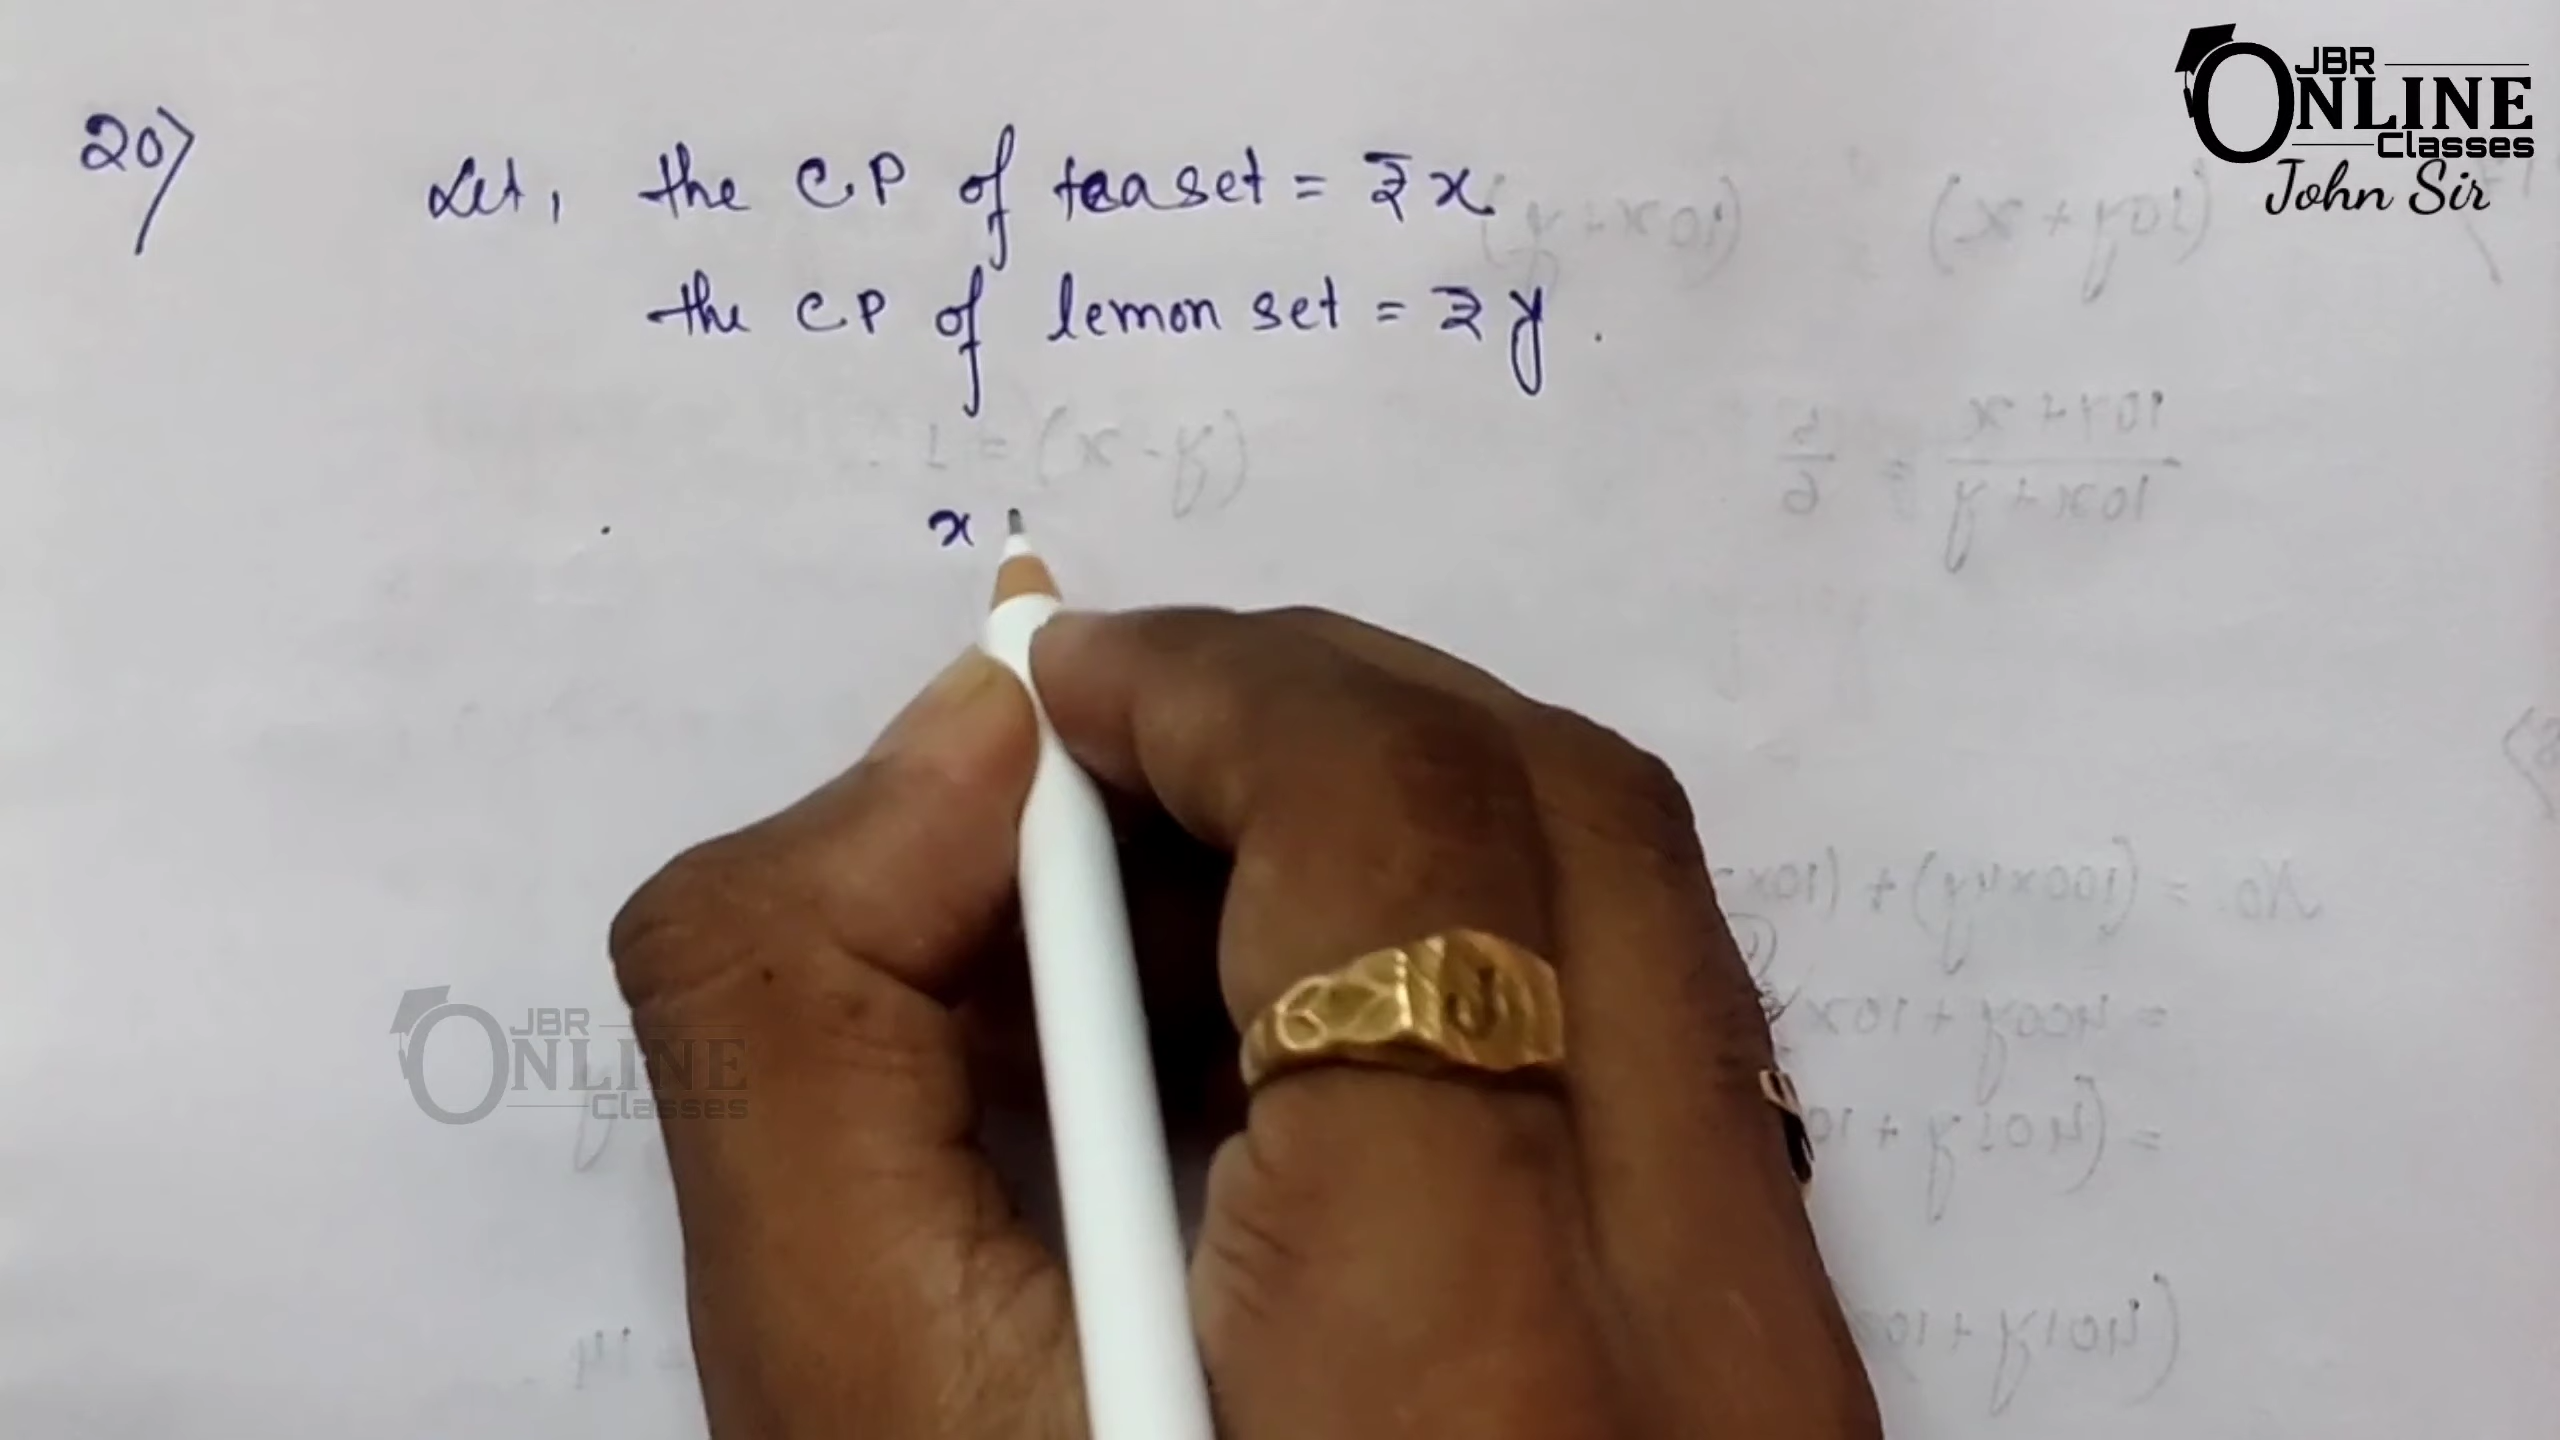 JBR
ONLINE
Classes
John Sir
20)
Let, the CP of teaset = ₹ x
the CP of lemon set = ₹ y .
x
JBR
ONLINE
Classes